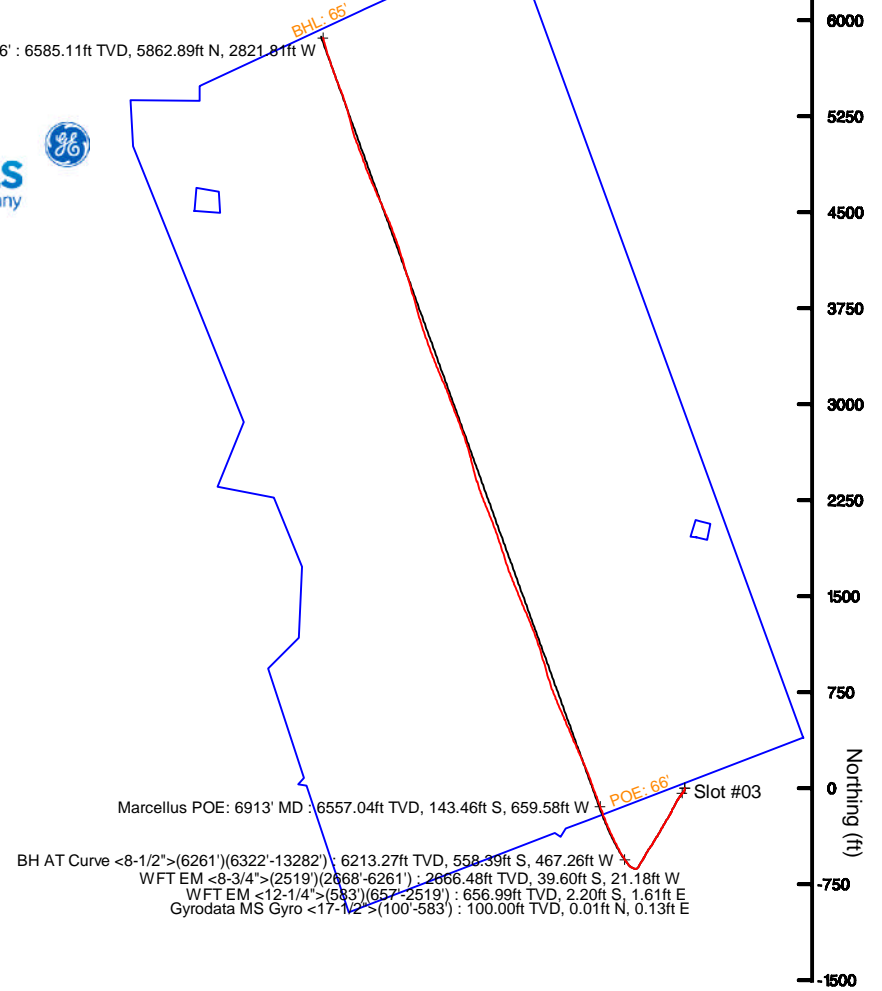 6000
BHL: 65'
6' : 6585.11ft TVD, 5862.89ft N, 2821.81ft W
5250
GE
s
any
4500
3750
3000
2250
1500
750
Northing (ft)
0
POE: 66'
Slot #03
Marcellus POE: 6913' MD : 6557.04ft TVD, 143.46ft S, 659.58ft W
BH AT Curve <8-1/2">(6261')(6322'-13282') : 6213.27ft TVD, 558.39ft S, 467.26ft W
WFT EM <8-3/4">(2519')(2668'-6261') : 2666.48ft TVD, 39.60ft S, 21.18ft W
-750
WFT EM <12-1/4">(583')(657'-2519') : 656.99ft TVD, 2.20ft S, 1.61ft E
Gyrodata MS Gyro <17-1/2">(100'-583') : 100.00ft TVD, 0.01ft N, 0.13ft E
-1500